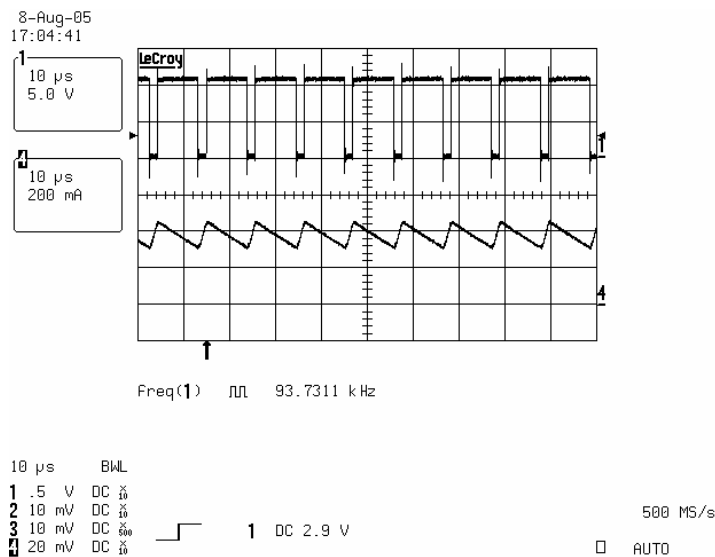 8-Aug-05
17:04:41
1
10 µs
5.0 V
4
10 µs
200 mA
LeCroy
1
4
Freq(1) 93.7311 kHz
10 µs BWL
1 .5 V DC X10
2 10 mV DC X10
3 10 mV DC X500
4 20 mV DC X10
1 DC 2.9 V
500 MS/s
AUTO